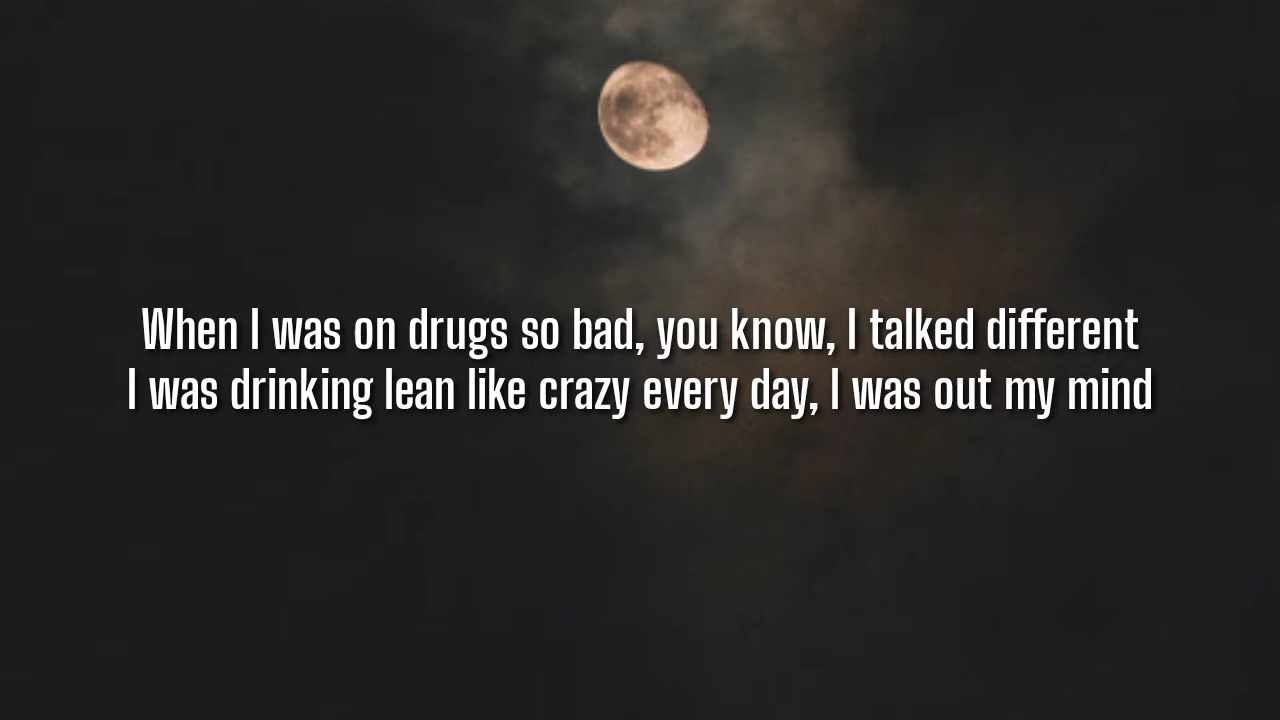 When I was on drugs so bad, you know, I talked different
I was drinking lean like crazy every day, I was out my mind